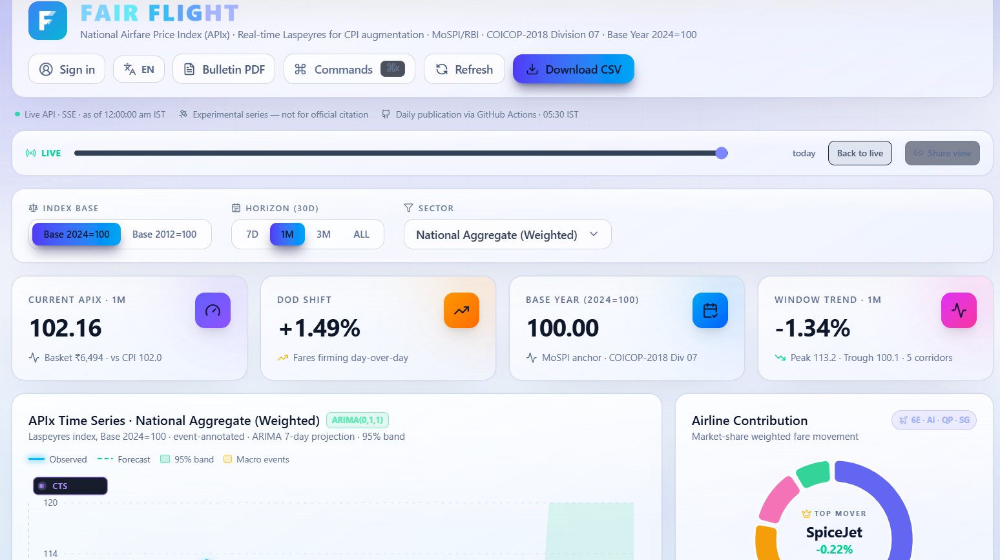 FAIR FLIGHT
National Airfare Price Index (APIx) · Real-time Laspeyres for CPI augmentation · MoSPI/RBI · COICOP-2018 Division 07 · Base Year 2024=100
Sign in
EN
Bulletin PDF
Commands ⌘K
Refresh
Download CSV
Live API · SSE · as of 12:00:00 am IST
Experimental series — not for official citation
Daily publication via GitHub Actions · 05:30 IST
LIVE
today
Back to live
Share view
INDEX BASE
Base 2024=100
Base 2012=100
HORIZON (30D)
7D
1M
3M
ALL
SECTOR
National Aggregate (Weighted)
CURRENT APIX · 1M
102.16
Basket ₹6,494 · vs CPI 102.0
DOD SHIFT
+1.49%
Fares firming day-over-day
BASE YEAR (2024=100)
100.00
MoSPI anchor · COICOP-2018 Div 07
WINDOW TREND · 1M
-1.34%
Peak 113.2 · Trough 100.1 · 5 corridors
APIx Time Series · National Aggregate (Weighted)
ARIMA(0,1,1)
Laspeyres index, Base 2024=100 · event-annotated · ARIMA 7-day projection · 95% band
Observed
Forecast
95% band
Macro events
CTS
120
114
Airline Contribution
6E · AI · QP · SG
Market-share weighted fare movement
TOP MOVER
SpiceJet
-0.22%